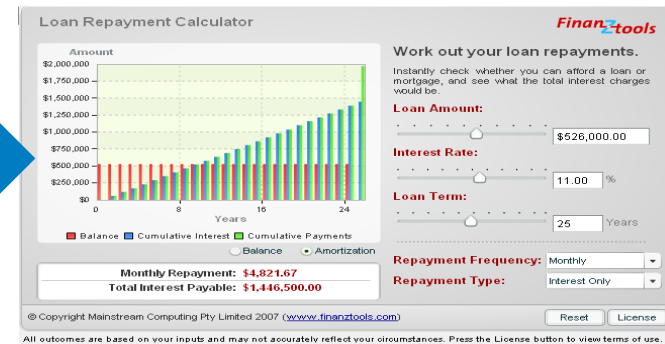 Loan Repayment Calculator
FinanZtools
Amount
$2,000,000
$1,750,000
$1,500,000
$1,250,000
$1,000,000
$750,000
$500,000
$250,000
$0
0 8 16 24
Years
Balance Cumulative Interest Cumulative Payments
Balance Amortization
Monthly Repayment: $4,821.67
Total Interest Payable: $1,446,500.00
Work out your loan repayments.
Instantly check whether you can afford a loan or
mortgage, and see what the total interest charges
would be.
Loan Amount:
$526,000.00
Interest Rate:
11.00 %
Loan Term:
25 Years
Repayment Frequency: Monthly
Repayment Type: Interest Only
© Copyright Mainstream Computing Pty Limited 2007 (www.finanztools.com)
Reset License
All outcomes are based on your inputs and may not accurately reflect your circumstances. Press the License button to view terms of use.